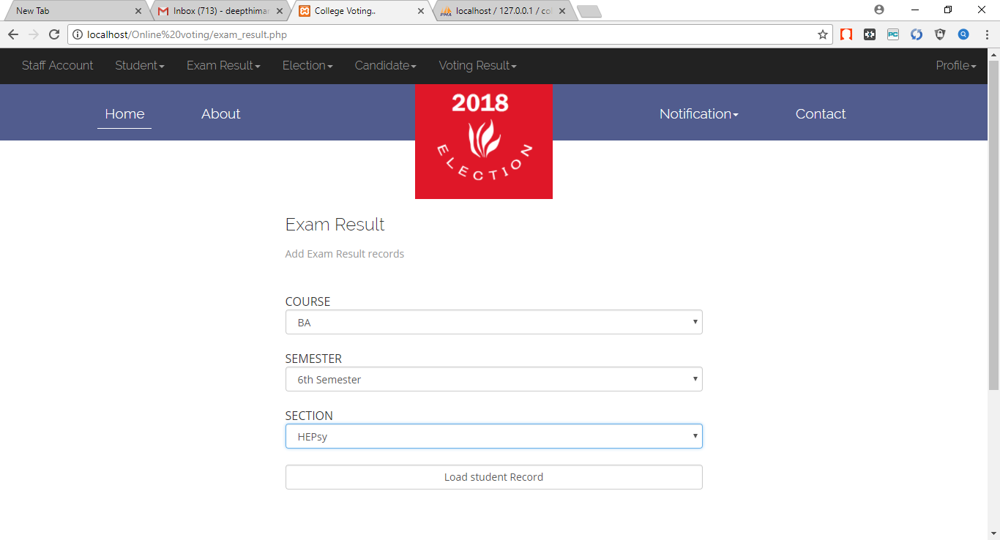 New Tab
Inbox (713) - deepthimar
College Voting..
localhost / 127.0.0.1 / co
localhost/Online%20voting/exam_result.php
Staff Account Student Exam Result Election Candidate Voting Result Profile
Home About Notification Contact
2018
ELECTION
Exam Result
Add Exam Result records
COURSE
BA
SEMESTER
6th Semester
SECTION
HEPsy
Load student Record